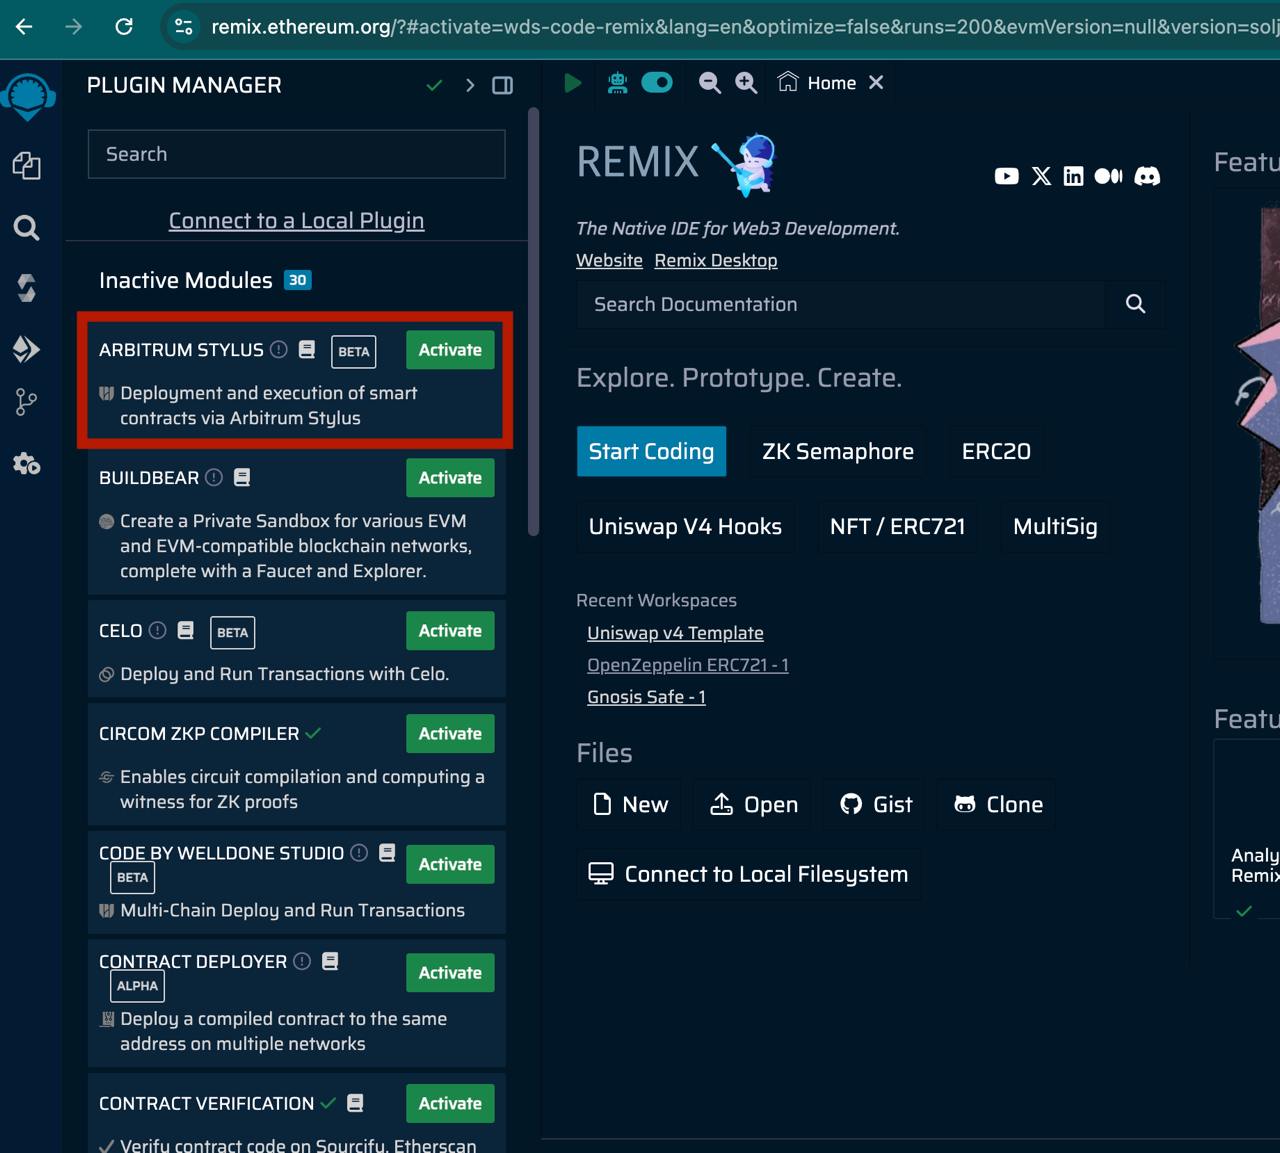 remix.ethereum.org/?#activate=wds-code-remix&lang=en&optimize=false&runs=200&evmVersion=null&version=solj
PLUGIN MANAGER
Search
Connect to a Local Plugin
Inactive Modules 30
ARBITRUM STYLUS BETA Activate
Deployment and execution of smart
contracts via Arbitrum Stylus
BUILDBEAR Activate
Create a Private Sandbox for various EVM
and EVM-compatible blockchain networks,
complete with a Faucet and Explorer.
CELO BETA Activate
Deploy and Run Transactions with Celo.
CIRCOM ZKP COMPILER Activate
Enables circuit compilation and computing a
witness for ZK proofs
CODE BY WELLDONE STUDIO Activate
BETA
Multi-Chain Deploy and Run Transactions
CONTRACT DEPLOYER Activate
ALPHA
Deploy a compiled contract to the same
address on multiple networks
CONTRACT VERIFICATION Activate
Verify contract code on Sourcify, Etherscan
Home
REMIX
The Native IDE for Web3 Development.
Website Remix Desktop
Search Documentation
Explore. Prototype. Create.
Start Coding ZK Semaphore ERC20
Uniswap V4 Hooks NFT / ERC721 MultiSig
Recent Workspaces
Uniswap v4 Template
OpenZeppelin ERC721 - 1
Gnosis Safe - 1
Files
New Open Gist Clone
Connect to Local Filesystem
Featu
Featu
Analy
Remix